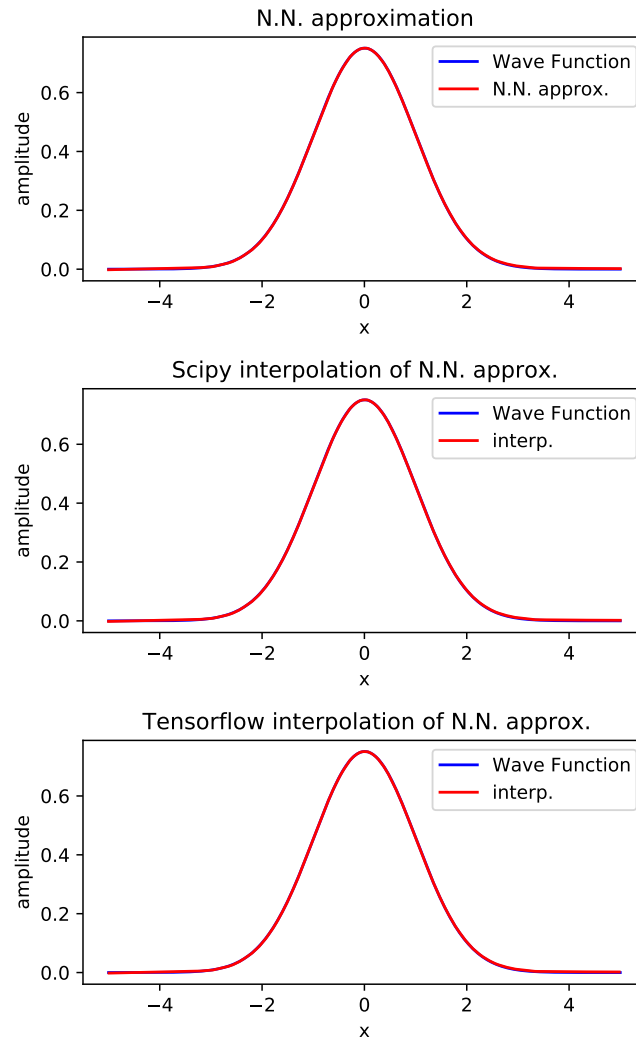 N.N. approximation
Wave Function
N.N. approx.
amplitude
0.6
0.4
0.2
0.0
−4 −2 0 2 4
x
Scipy interpolation of N.N. approx.
Wave Function
interp.
amplitude
0.6
0.4
0.2
0.0
−4 −2 0 2 4
x
Tensorflow interpolation of N.N. approx.
Wave Function
interp.
amplitude
0.6
0.4
0.2
0.0
−4 −2 0 2 4
x